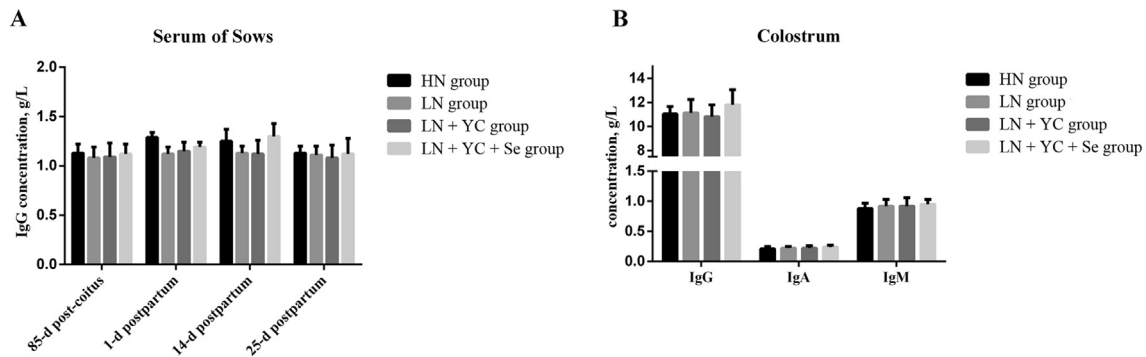 A
Serum of Sows
IgG concentration, g/L
2.0
1.5
1.0
0.5
0.0
85-d post-coitus
1-d postpartum
14-d postpartum
25-d postpartum
HN group
LN group
LN + YC group
LN + YC + Se group
B
Colostrum
concentration, g/L
14
12
10
1.0
0.5
0.0
IgG
IgA
IgM
HN group
LN group
LN + YC group
LN + YC + Se group